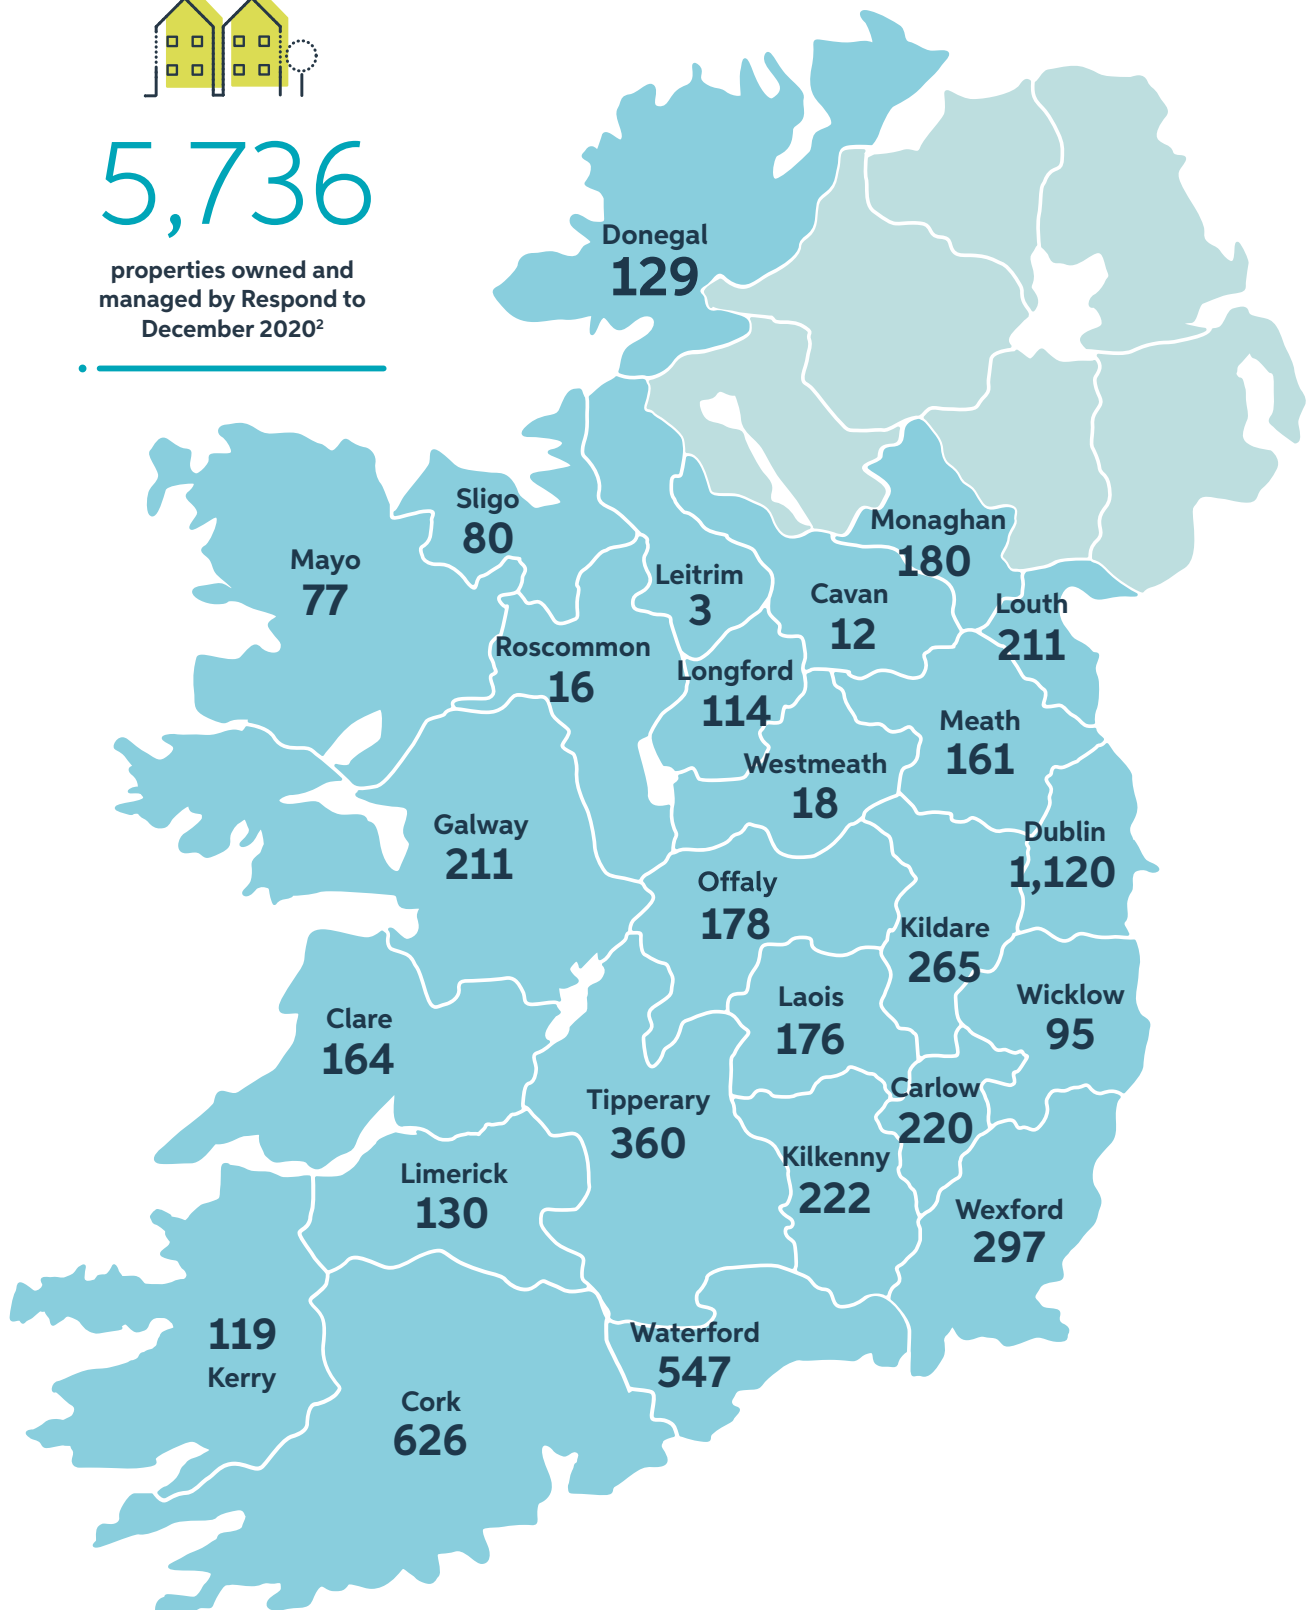 5,736
properties owned and
managed by Respond to
December 2020²
Donegal
129
Sligo
80
Mayo
77
Monaghan
180
Leitrim
3
Cavan
12
Louth
211
Roscommon
16
Longford
114
Meath
161
Westmeath
18
Galway
211
Dublin
1,120
Offaly
178
Kildare
265
Laois
176
Wicklow
95
Clare
164
Tipperary
360
Carlow
220
Kilkenny
222
Limerick
130
Wexford
297
119
Kerry
Waterford
547
Cork
626